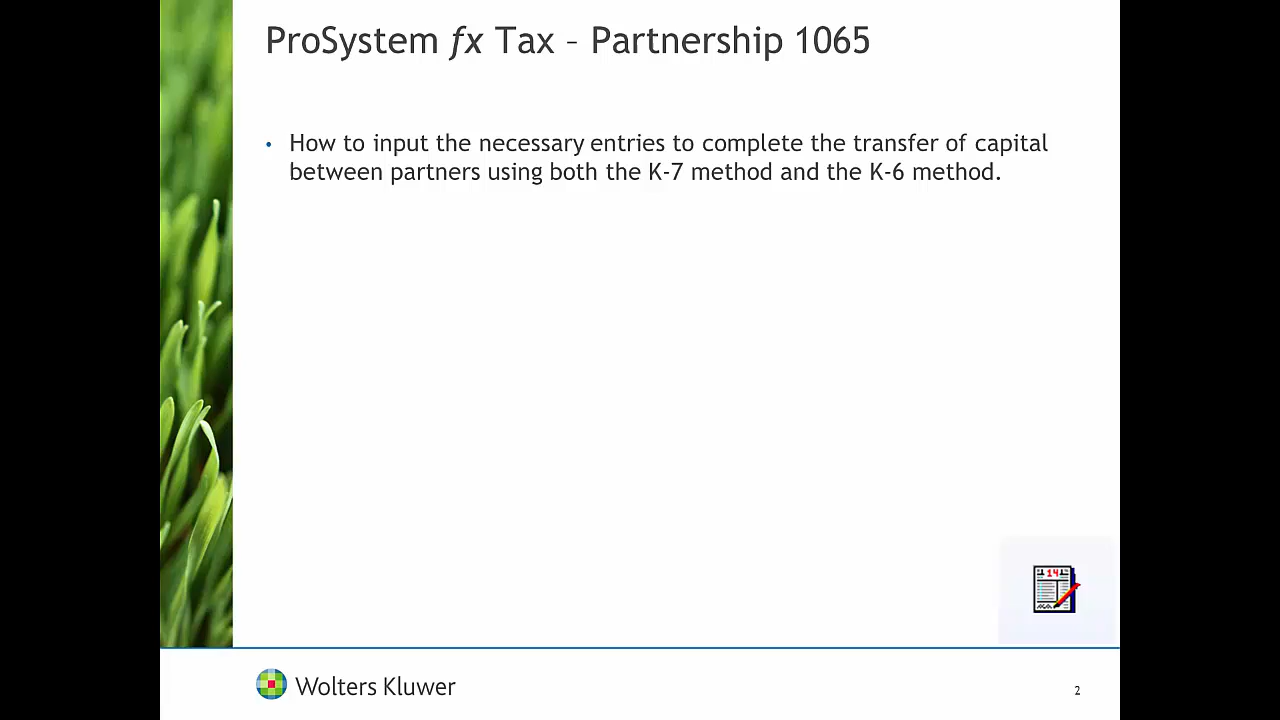 ProSystem fx Tax – Partnership 1065
• How to input the necessary entries to complete the transfer of capital
between partners using both the K-7 method and the K-6 method.
14
Wolters Kluwer
2